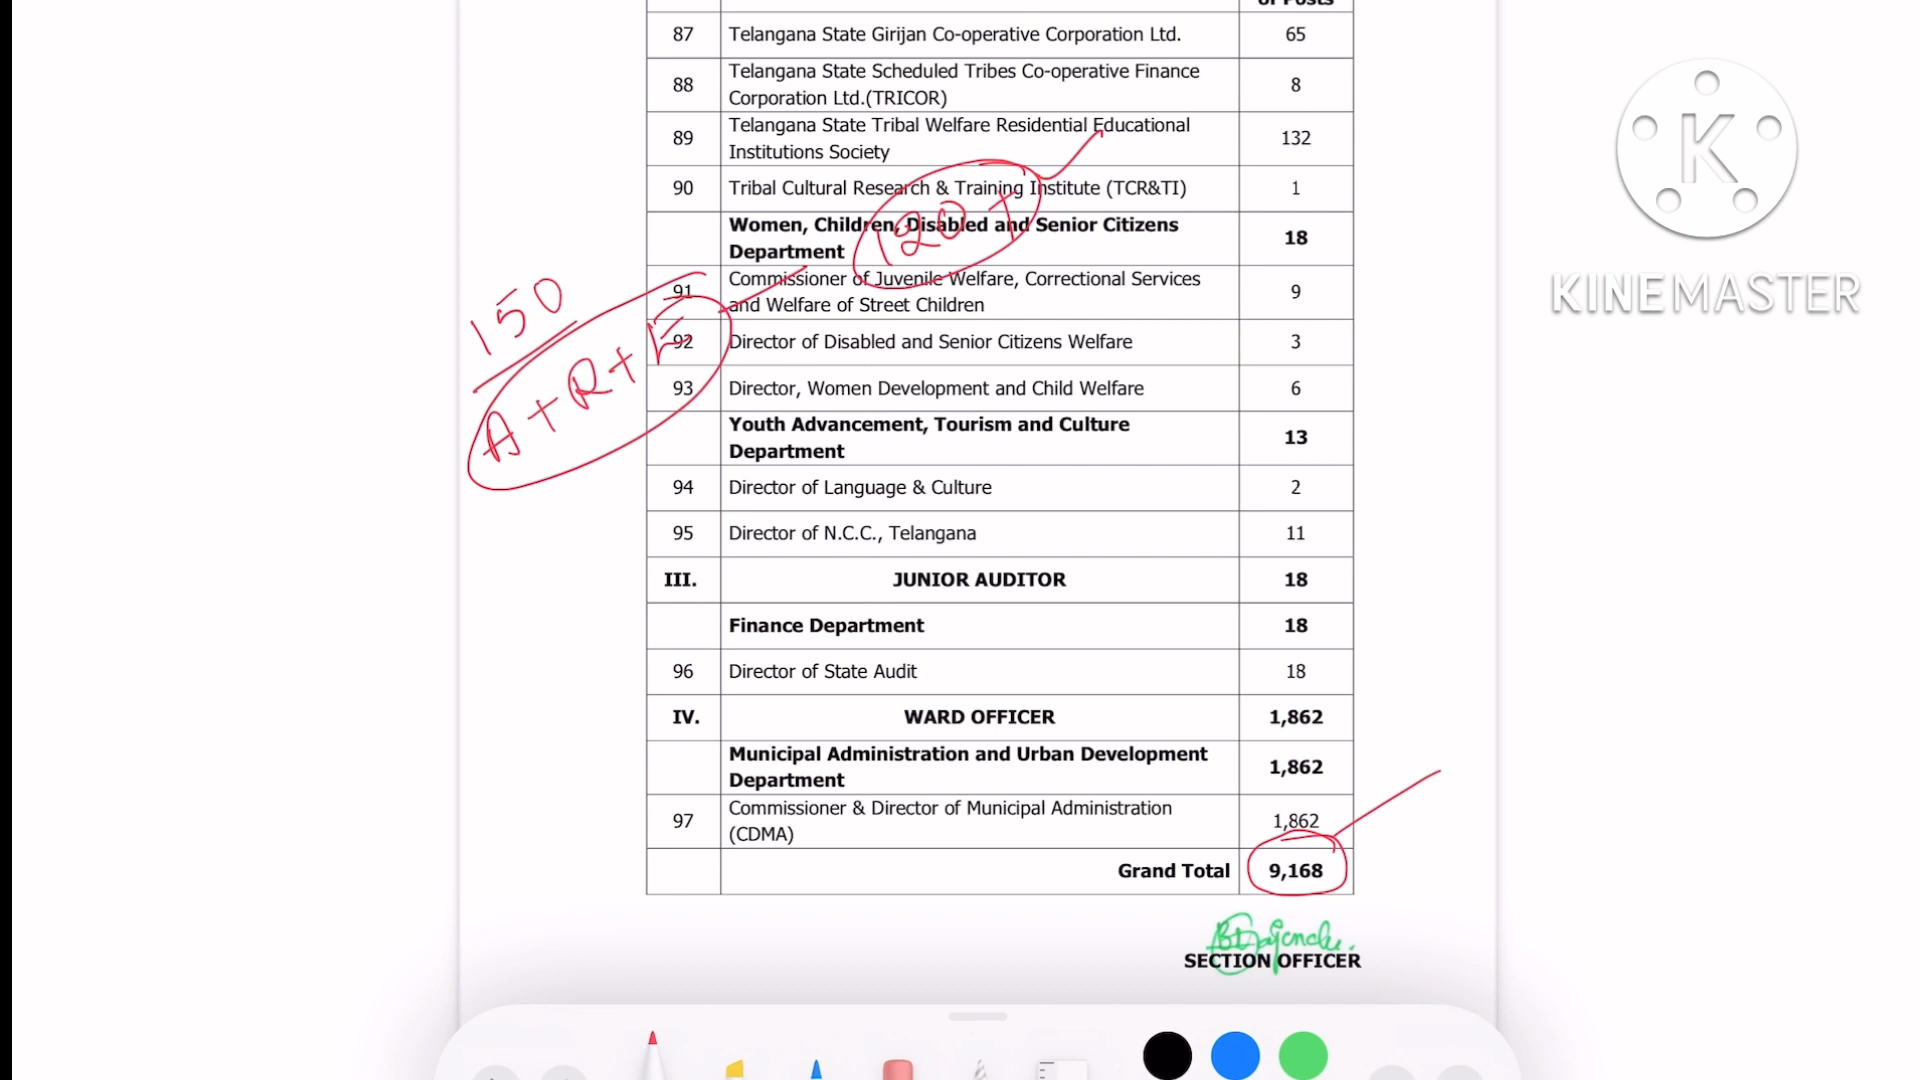 of Posts
87 Telangana State Girijan Co-operative Corporation Ltd. 65
88 Telangana State Scheduled Tribes Co-operative Finance Corporation Ltd.(TRICOR) 8
89 Telangana State Tribal Welfare Residential Educational Institutions Society 132
90 Tribal Cultural Research & Training Institute (TCR&TI) 1
Women, Children, Disabled and Senior Citizens Department 18
91 Commissioner of Juvenile Welfare, Correctional Services and Welfare of Street Children 9
92 Director of Disabled and Senior Citizens Welfare 3
93 Director, Women Development and Child Welfare 6
Youth Advancement, Tourism and Culture Department 13
94 Director of Language & Culture 2
95 Director of N.C.C., Telangana 11
III. JUNIOR AUDITOR 18
Finance Department 18
96 Director of State Audit 18
IV. WARD OFFICER 1,862
Municipal Administration and Urban Development Department 1,862
97 Commissioner & Director of Municipal Administration (CDMA) 1,862
Grand Total 9,168
SECTION OFFICER
120+
150
A+R+E
K
KINEMASTER